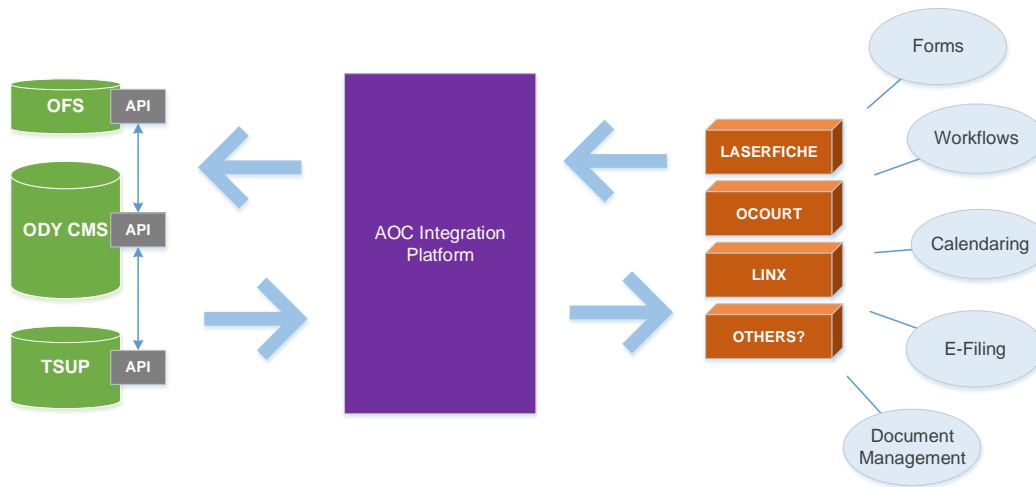 OFS
API
ODY CMS
API
TSUP
API
AOC Integration
Platform
LASERFICHE
OCOURT
LINX
OTHERS?
Forms
Workflows
Calendaring
E-Filing
Document
Management